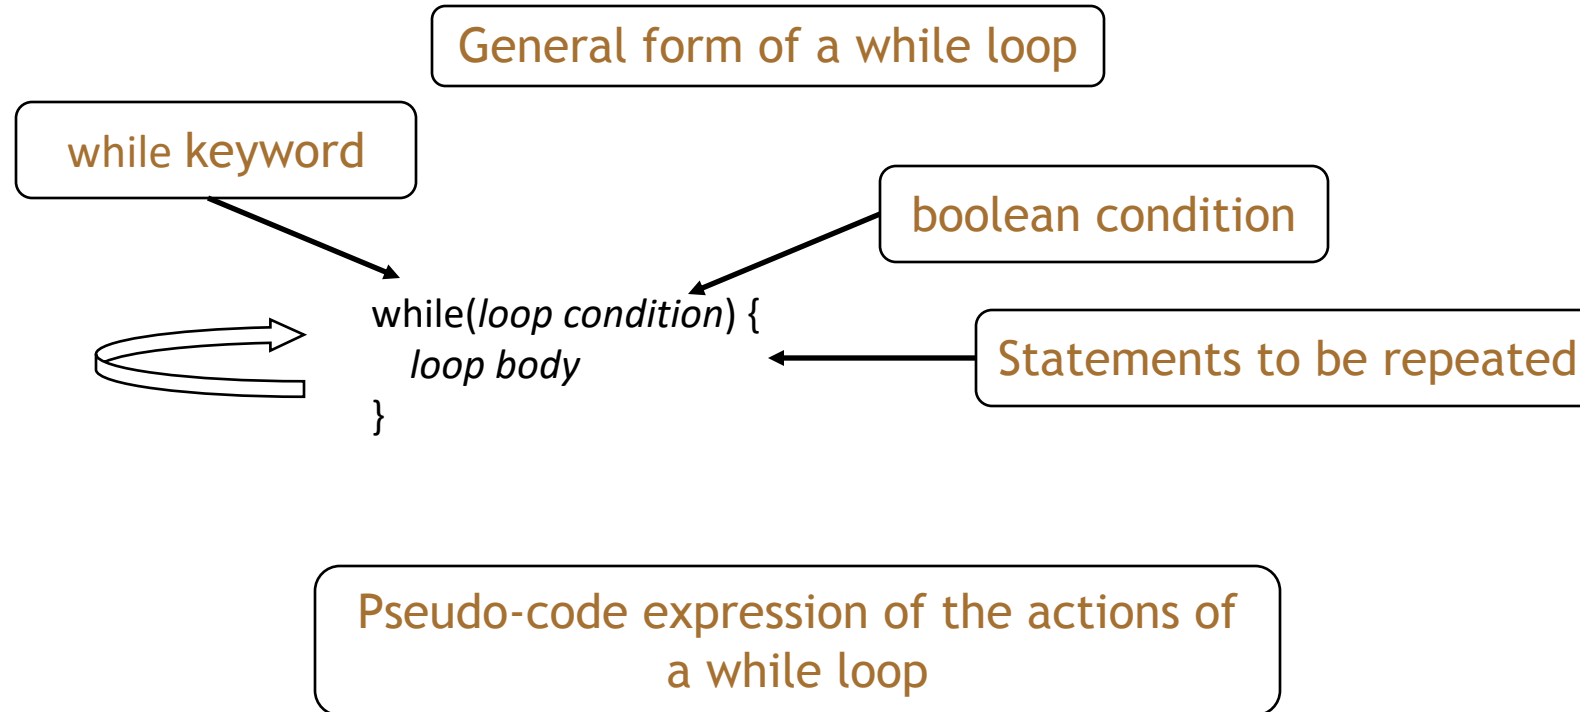 General form of a while loop
while keyword
boolean condition
while(loop condition) {
loop body
}
Statements to be repeated
Pseudo-code expression of the actions of
a while loop